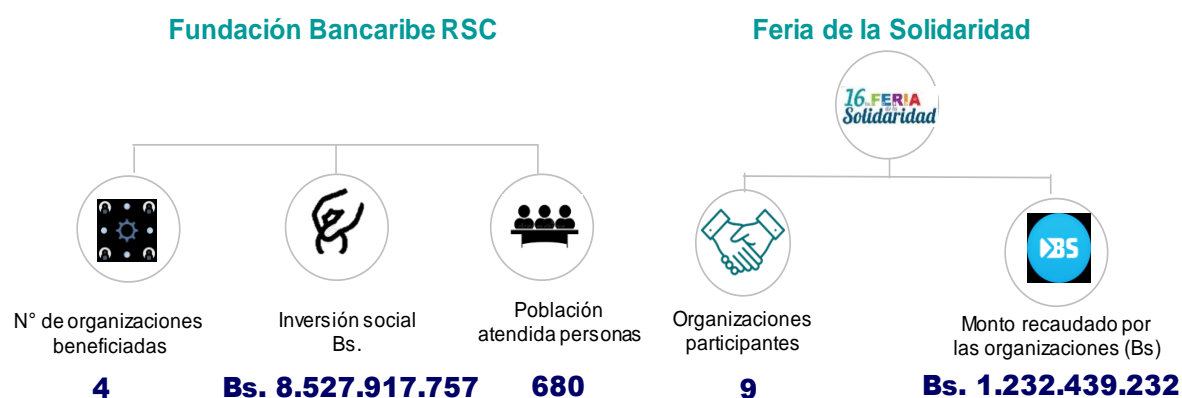 Fundación Bancaribe RSC
N° de organizaciones
beneficiadas
4
Inversión social
Bs.
Bs. 8.527.917.757
Población
atendida personas
680
Feria de la Solidaridad
16 FERIA
Solidaridad
Organizaciones
participantes
9
BS
Monto recaudado por
las organizaciones (Bs)
Bs. 1.232.439.232